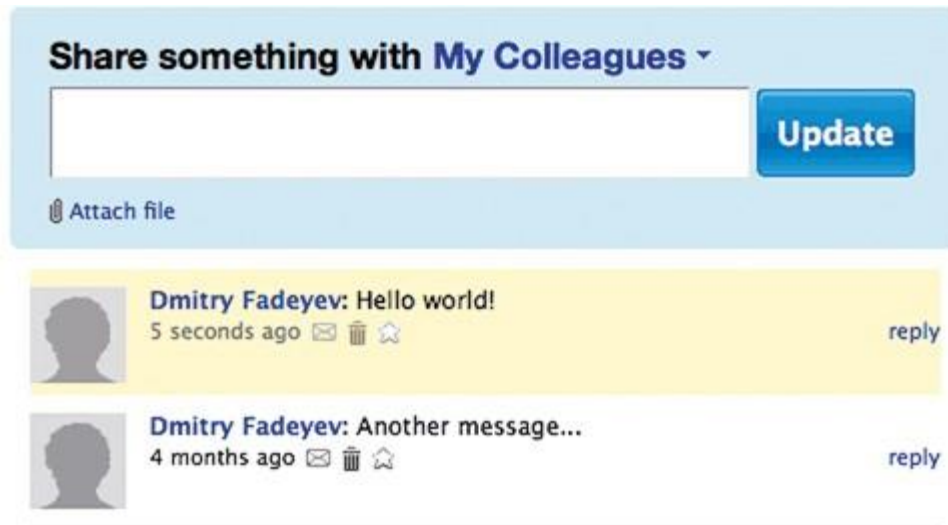 Share something with My Colleagues
Update
Attach file
Dmitry Fadeyev: Hello world!
5 seconds ago
reply
Dmitry Fadeyev: Another message...
4 months ago
reply